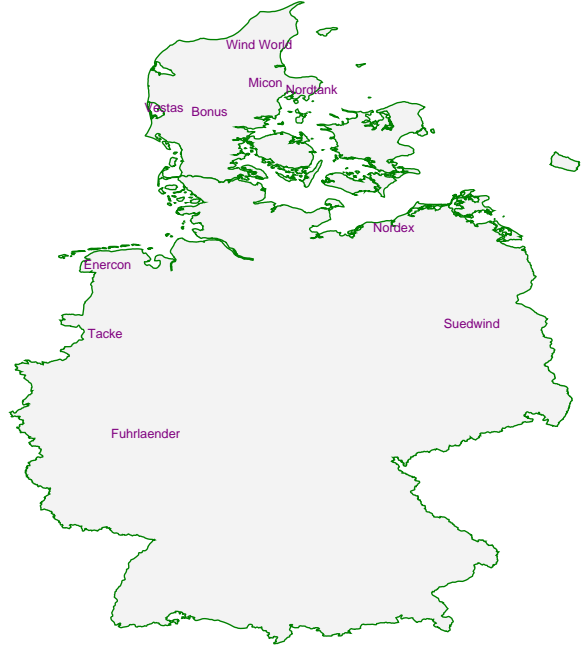 Wind World
Micon
Nordtank
Vestas
Bonus
Nordex
Enercon
Suedwind
Tacke
Fuhrlaender